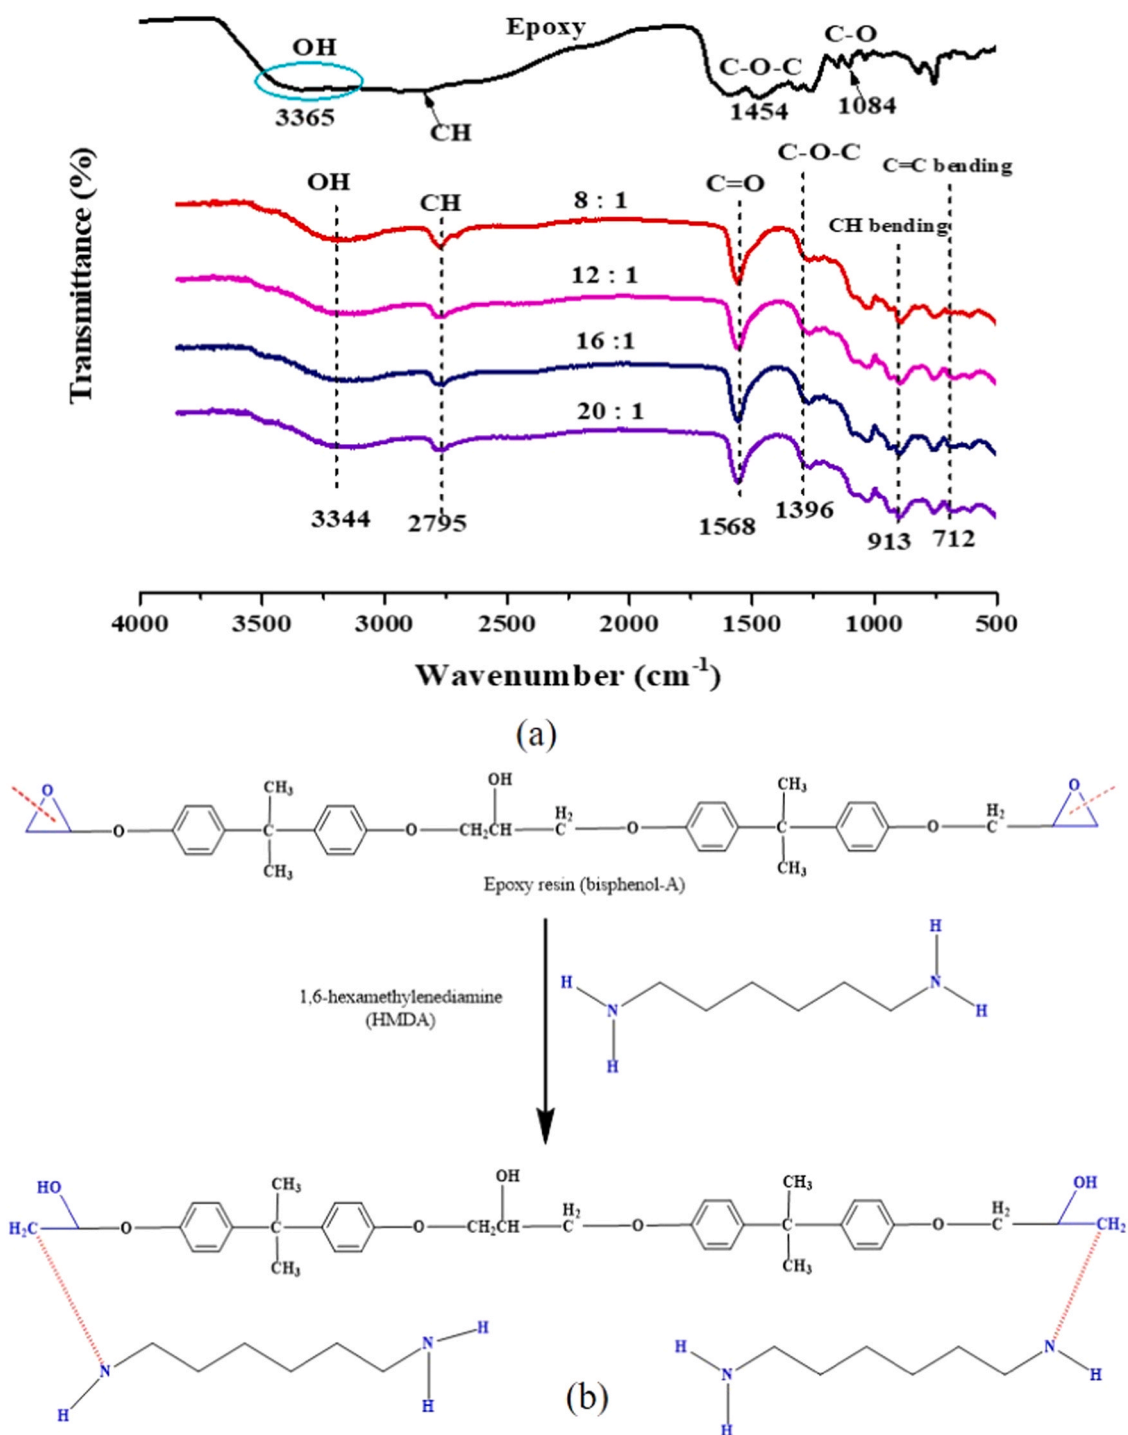 Epoxy
OH
C-O
C-O-C
3365
1454
1084
CH
C-O-C
C=C bending
OH
CH
8 : 1
C=O
CH bending
12 : 1
16 :1
20 : 1
3344
2795
1568
1396
913
712
Transmittance (%)
4000 3500 3000 2500 2000 1500 1000 500
Wavenumber (cm⁻¹)
(a)
O
CH₃
OH
CH₃
O
O
C
O
CH₂CH
H₂
C
O
C
O
H₂
C
CH₃
CH₃
Epoxy resin (bisphenol-A)
1,6-hexamethylenediamine
(HMDA)
H
N
H
H
N
H
HO
CH₃
OH
CH₃
OH
H₂C
O
C
O
CH₂CH
H₂
C
O
C
O
H₂
C
CH₂
CH₃
CH₃
N
H
N
H
H
H
N
H
N
H
(b)